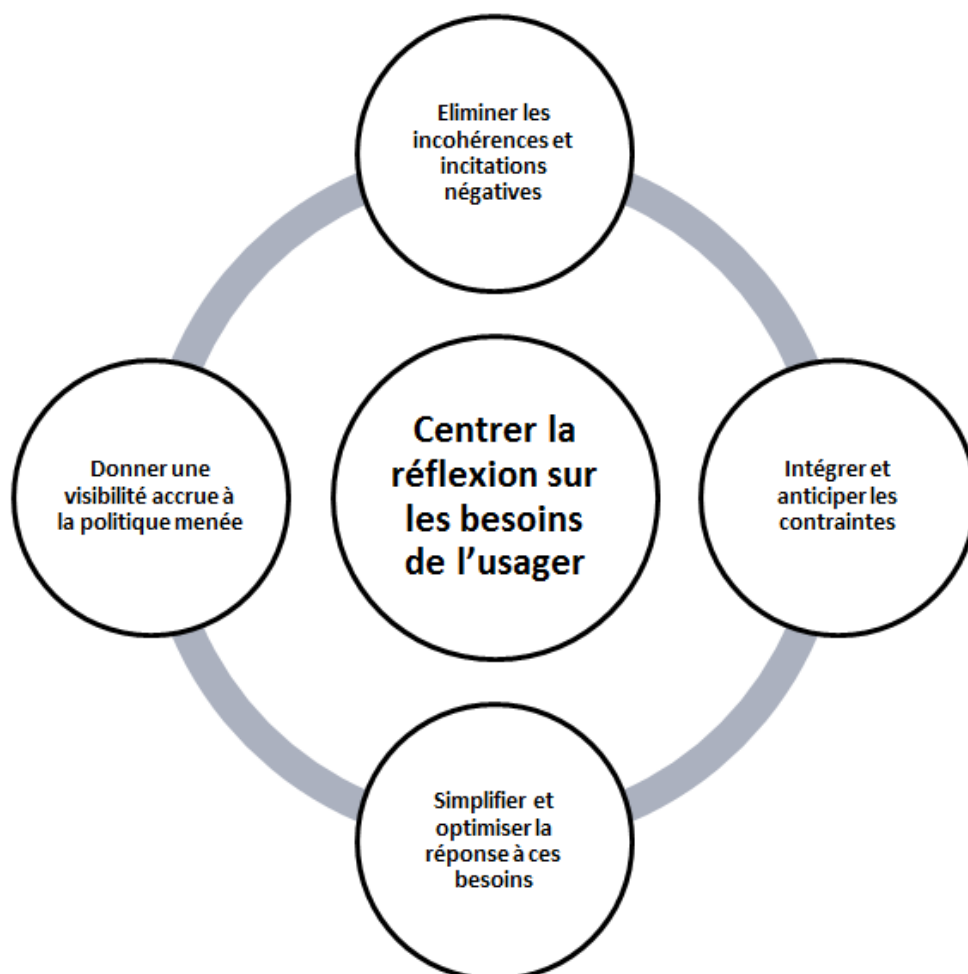 Eliminer les
incohérences et
incitations
négatives
Donner une
visibilité accrue à
la politique menée
Centrer la
réflexion sur
les besoins
de l’usager
Intégrer et
anticiper les
contraintes
Simplifier et
optimiser la
réponse à ces
besoins